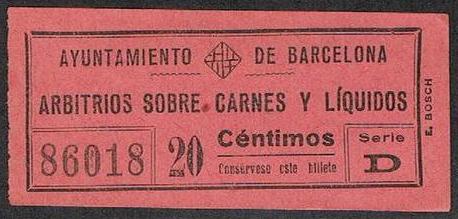 AYUNTAMIENTO DE BARCELONA
ARBITRIOS SOBRE CARNES Y LÍQUIDOS
86018 20 Céntimos Serie
Consérvese este billete D
E. BOSCH